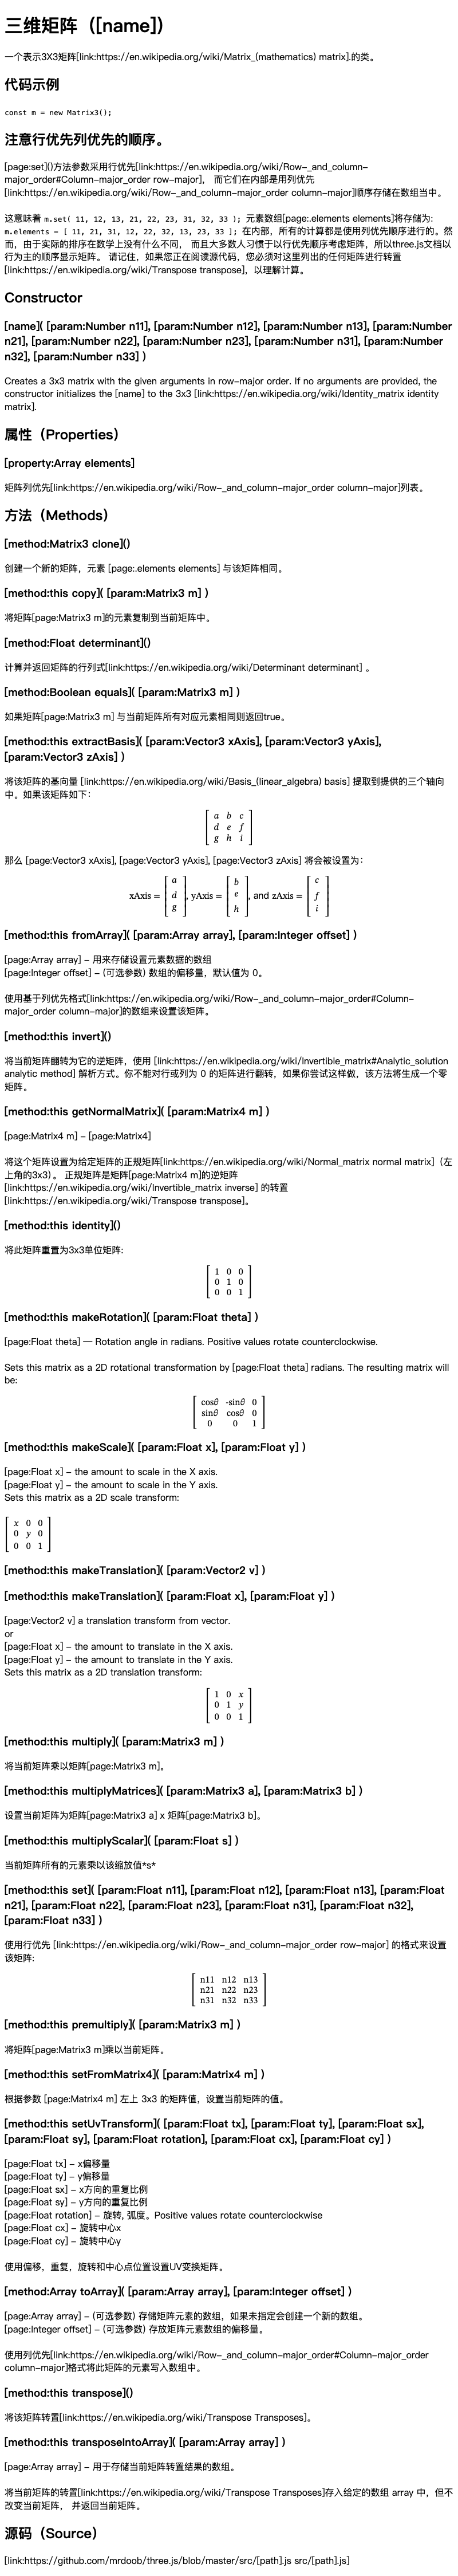 三维矩阵（[name]）
一个表示3X3矩阵[link:https://en.wikipedia.org/wiki/Matrix_(mathematics) matrix].的类。
代码示例
const m = new Matrix3();
注意行优先列优先的顺序。
[page:set]()方法参数采用行优先[link:https://en.wikipedia.org/wiki/Row-_and_column-
major_order#Column-major_order row-major]， 而它们在内部是用列优先
[link:https://en.wikipedia.org/wiki/Row-_and_column-major_order column-major]顺序存储在数组当中。
这意味着 m.set( 11, 12, 13, 21, 22, 23, 31, 32, 33 ); 元素数组[page:.elements elements]将存储为:
m.elements = [ 11, 21, 31, 12, 22, 32, 13, 23, 33 ]; 在内部，所有的计算都是使用列优先顺序进行的。然
而，由于实际的排序在数学上没有什么不同， 而且大多数人习惯于以行优先顺序考虑矩阵，所以three.js文档以
行为主的顺序显示矩阵。 请记住，如果您正在阅读源代码，您必须对这里列出的任何矩阵进行转置
[link:https://en.wikipedia.org/wiki/Transpose transpose]，以理解计算。
Constructor
[name]( [param:Number n11], [param:Number n12], [param:Number n13], [param:Number
n21], [param:Number n22], [param:Number n23], [param:Number n31], [param:Number
n32], [param:Number n33] )
Creates a 3x3 matrix with the given arguments in row-major order. If no arguments are provided, the
constructor initializes the [name] to the 3x3 [link:https://en.wikipedia.org/wiki/Identity_matrix identity
matrix].
属性（Properties）
[property:Array elements]
矩阵列优先[link:https://en.wikipedia.org/wiki/Row-_and_column-major_order column-major]列表。
方法（Methods）
[method:Matrix3 clone]()
创建一个新的矩阵，元素 [page:.elements elements] 与该矩阵相同。
[method:this copy]( [param:Matrix3 m] )
将矩阵[page:Matrix3 m]的元素复制到当前矩阵中。
[method:Float determinant]()
计算并返回矩阵的行列式[link:https://en.wikipedia.org/wiki/Determinant determinant] 。
[method:Boolean equals]( [param:Matrix3 m] )
如果矩阵[page:Matrix3 m] 与当前矩阵所有对应元素相同则返回true。
[method:this extractBasis]( [param:Vector3 xAxis], [param:Vector3 yAxis],
[param:Vector3 zAxis] )
将该矩阵的基向量 [link:https://en.wikipedia.org/wiki/Basis_(linear_algebra) basis] 提取到提供的三个轴向
中。如果该矩阵如下：
a b c
d e f
g h i
那么 [page:Vector3 xAxis], [page:Vector3 yAxis], [page:Vector3 zAxis] 将会被设置为：
xAxis = [ a d g ], yAxis = [ b e h ], and zAxis = [ c f i ]
[method:this fromArray]( [param:Array array], [param:Integer offset] )
[page:Array array] - 用来存储设置元素数据的数组
[page:Integer offset] - (可选参数) 数组的偏移量，默认值为 0。
使用基于列优先格式[link:https://en.wikipedia.org/wiki/Row-_and_column-major_order#Column-
major_order column-major]的数组来设置该矩阵。
[method:this invert]()
将当前矩阵翻转为它的逆矩阵，使用 [link:https://en.wikipedia.org/wiki/Invertible_matrix#Analytic_solution
analytic method] 解析方式。你不能对行或列为 0 的矩阵进行翻转，如果你尝试这样做，该方法将生成一个零
矩阵。
[method:this getNormalMatrix]( [param:Matrix4 m] )
[page:Matrix4 m] - [page:Matrix4]
将这个矩阵设置为给定矩阵的正规矩阵[link:https://en.wikipedia.org/wiki/Normal_matrix normal matrix]（左
上角的3x3）。 正规矩阵是矩阵[page:Matrix4 m]的逆矩阵
[link:https://en.wikipedia.org/wiki/Invertible_matrix inverse] 的转置
[link:https://en.wikipedia.org/wiki/Transpose transpose]。
[method:this identity]()
将此矩阵重置为3x3单位矩阵:
1 0 0
0 1 0
0 0 1
[method:this makeRotation]( [param:Float theta] )
[page:Float theta] — Rotation angle in radians. Positive values rotate counterclockwise.
Sets this matrix as a 2D rotational transformation by [page:Float theta] radians. The resulting matrix will
be:
cosθ -sinθ 0
sinθ cosθ 0
0 0 1
[method:this makeScale]( [param:Float x], [param:Float y] )
[page:Float x] - the amount to scale in the X axis.
[page:Float y] - the amount to scale in the Y axis.
Sets this matrix as a 2D scale transform:
x 0 0
0 y 0
0 0 1
[method:this makeTranslation]( [param:Vector2 v] )
[method:this makeTranslation]( [param:Float x], [param:Float y] )
[page:Vector2 v] a translation transform from vector.
or
[page:Float x] - the amount to translate in the X axis.
[page:Float y] - the amount to translate in the Y axis.
Sets this matrix as a 2D translation transform:
1 0 x
0 1 y
0 0 1
[method:this multiply]( [param:Matrix3 m] )
将当前矩阵乘以矩阵[page:Matrix3 m]。
[method:this multiplyMatrices]( [param:Matrix3 a], [param:Matrix3 b] )
设置当前矩阵为矩阵[page:Matrix3 a] x 矩阵[page:Matrix3 b]。
[method:this multiplyScalar]( [param:Float s] )
当前矩阵所有的元素乘以该缩放值*s*
[method:this set]( [param:Float n11], [param:Float n12], [param:Float n13], [param:Float
n21], [param:Float n22], [param:Float n23], [param:Float n31], [param:Float n32],
[param:Float n33] )
使用行优先 [link:https://en.wikipedia.org/wiki/Row-_and_column-major_order row-major] 的格式来设置
该矩阵:
n11 n12 n13
n21 n22 n23
n31 n32 n33
[method:this premultiply]( [param:Matrix3 m] )
将矩阵[page:Matrix3 m]乘以当前矩阵。
[method:this setFromMatrix4]( [param:Matrix4 m] )
根据参数 [page:Matrix4 m] 左上 3x3 的矩阵值，设置当前矩阵的值。
[method:this setUvTransform]( [param:Float tx], [param:Float ty], [param:Float sx],
[param:Float sy], [param:Float rotation], [param:Float cx], [param:Float cy] )
[page:Float tx] - x偏移量
[page:Float ty] - y偏移量
[page:Float sx] - x方向的重复比例
[page:Float sy] - y方向的重复比例
[page:Float rotation] - 旋转, 弧度。Positive values rotate counterclockwise
[page:Float cx] - 旋转中心x
[page:Float cy] - 旋转中心y
使用偏移，重复，旋转和中心点位置设置UV变换矩阵。
[method:Array toArray]( [param:Array array], [param:Integer offset] )
[page:Array array] - (可选参数) 存储矩阵元素的数组，如果未指定会创建一个新的数组。
[page:Integer offset] - (可选参数) 存放矩阵元素数组的偏移量。
使用列优先[link:https://en.wikipedia.org/wiki/Row-_and_column-major_order#Column-major_order
column-major]格式将此矩阵的元素写入数组中。
[method:this transpose]()
将该矩阵转置[link:https://en.wikipedia.org/wiki/Transpose Transposes]。
[method:this transposeIntoArray]( [param:Array array] )
[page:Array array] - 用于存储当前矩阵转置结果的数组。
将当前矩阵的转置[link:https://en.wikipedia.org/wiki/Transpose Transposes]存入给定的数组 array 中，但不
改变当前矩阵， 并返回当前矩阵。
源码（Source）
[link:https://github.com/mrdoob/three.js/blob/master/src/[path].js src/[path].js]